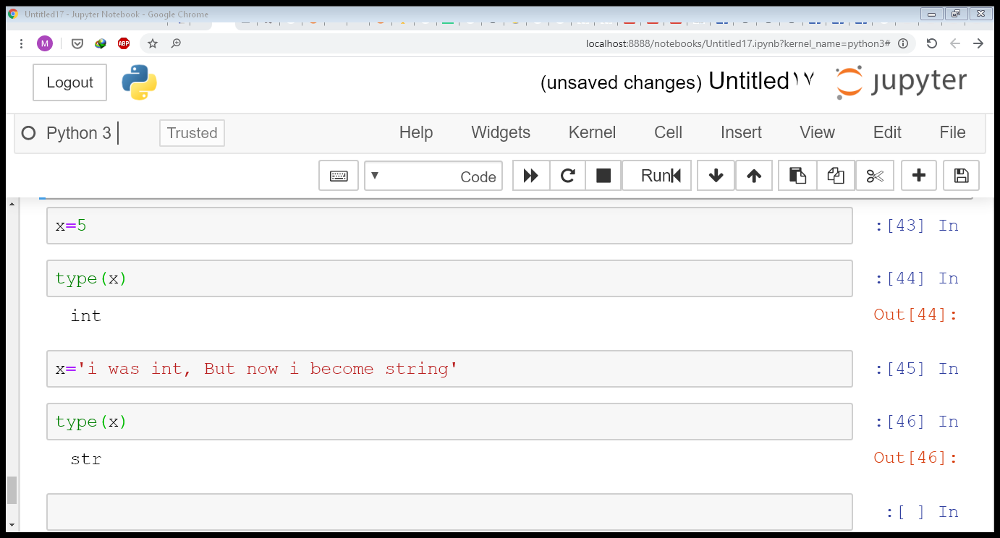 Untitled17 - Jupyter Notebook - Google Chrome
M ABP localhost:8888/notebooks/Untitled17.ipynb?kernel_name=python3#
Logout (unsaved changes) Untitled١٧ jupyter
Python 3 Trusted Help Widgets Kernel Cell Insert View Edit File
Code Run
x=5 :[43] In
type(x) :[44] In
int Out[44]:
x='i was int, But now i become string' :[45] In
type(x) :[46] In
str Out[46]:
:[ ] In